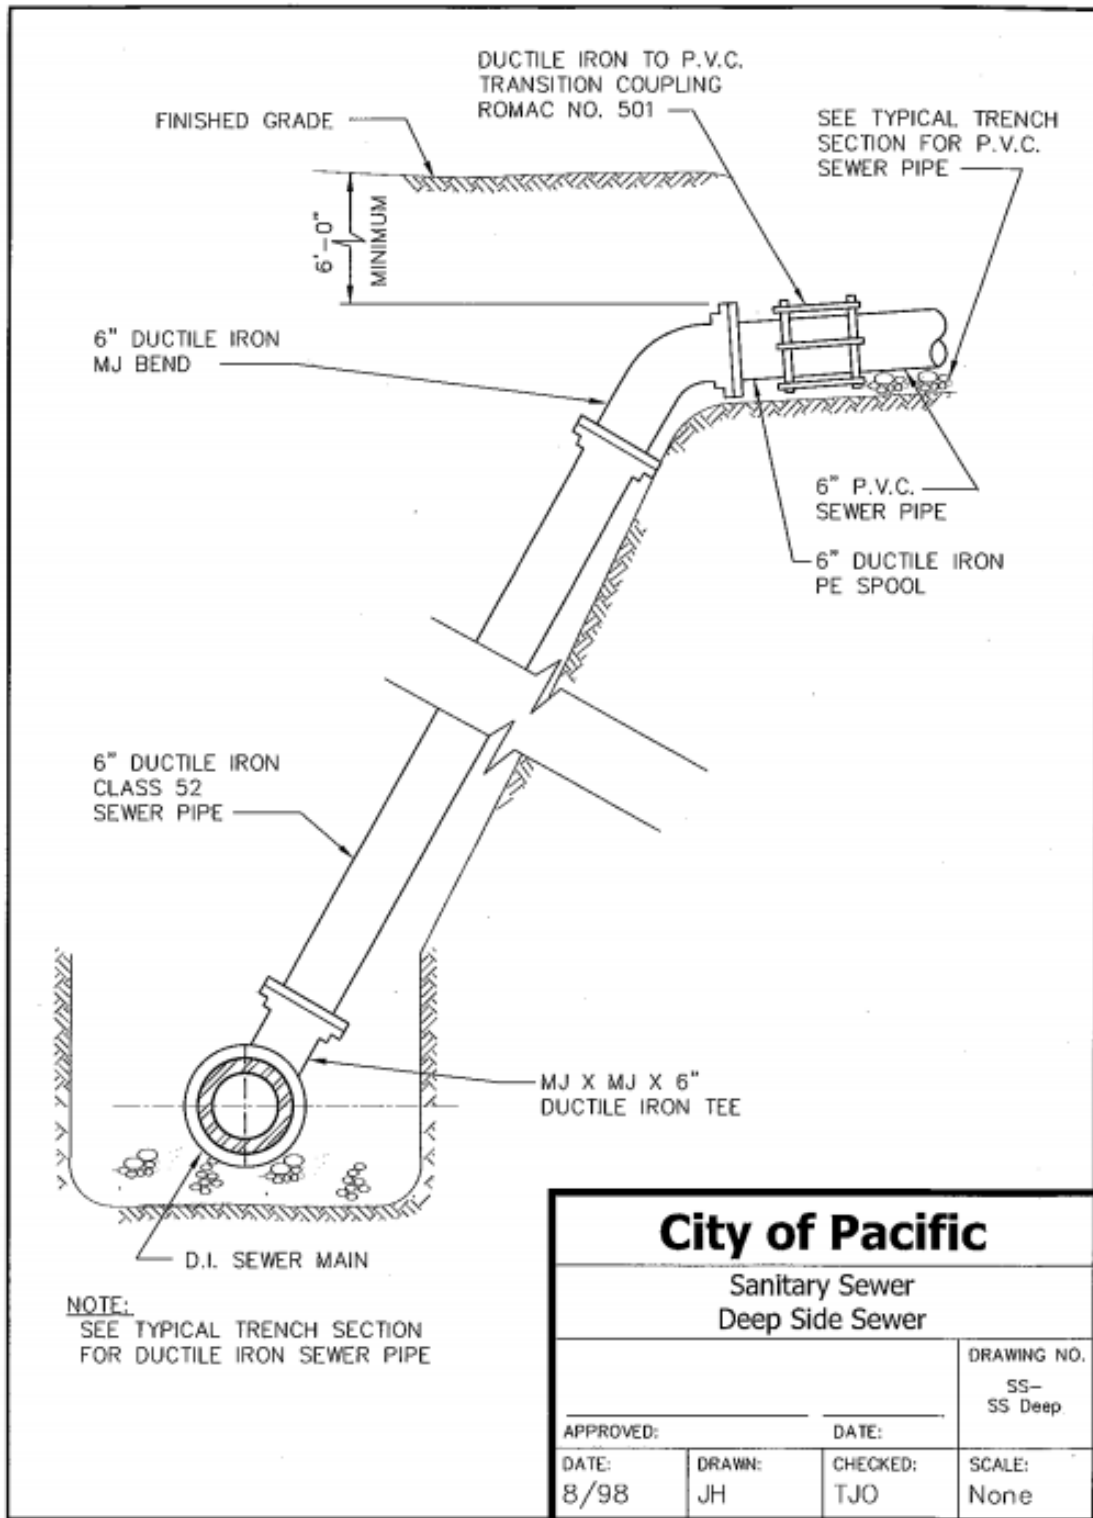 DUCTILE IRON TO P.V.C.
TRANSITION COUPLING
ROMAC NO. 501
FINISHED GRADE
SEE TYPICAL TRENCH
SECTION FOR P.V.C.
SEWER PIPE
6'-0"
MINIMUM
6" DUCTILE IRON
MJ BEND
6" P.V.C.
SEWER PIPE
6" DUCTILE IRON
PE SPOOL
6" DUCTILE IRON
CLASS 52
SEWER PIPE
MJ X MJ X 6"
DUCTILE IRON TEE
D.I. SEWER MAIN
NOTE:
SEE TYPICAL TRENCH SECTION
FOR DUCTILE IRON SEWER PIPE
City of Pacific
Sanitary Sewer
Deep Side Sewer
DRAWING NO.
SS-
SS Deep
APPROVED: DATE:
DATE: DRAWN: CHECKED: SCALE:
8/98 JH TJO None